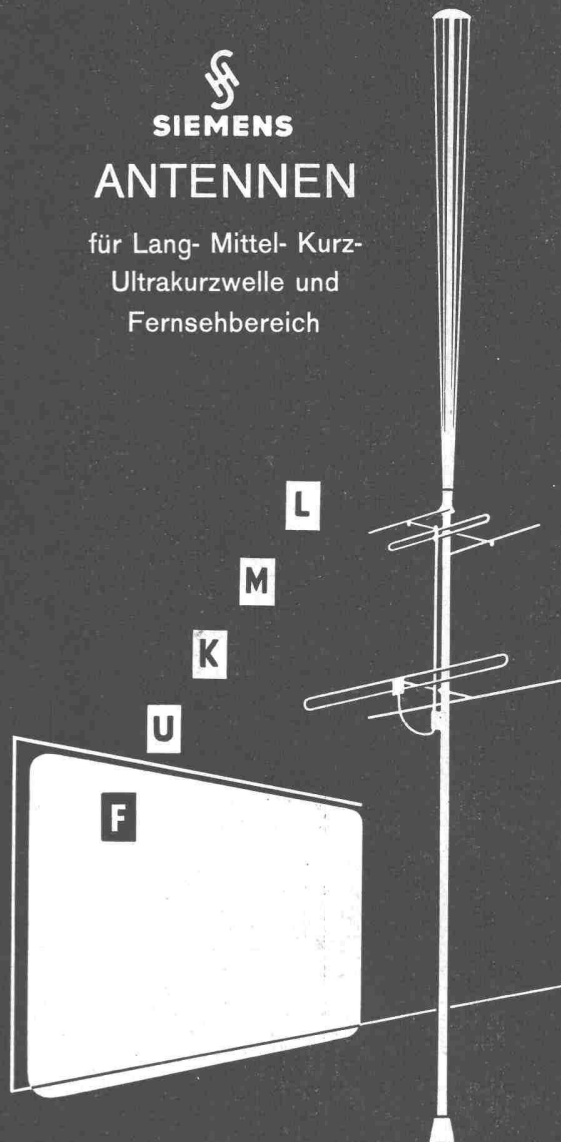 SIEMENS
ANTENNEN
für Lang- Mittel- Kurz-
Ultrakurzwelle und
Fernsehbereich
L
M
K
U
F